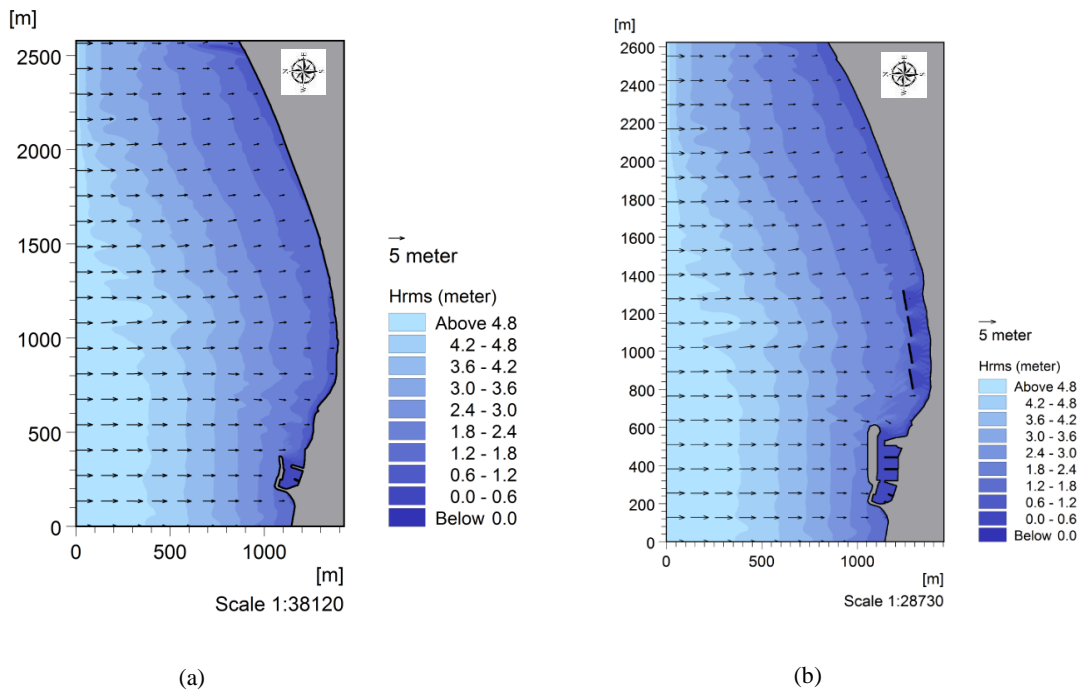 [m]
2500
2000
1500
1000
500
0
0 500 1000
[m]
Scale 1:38120
5 meter
Hrms (meter)
Above 4.8
4.2 - 4.8
3.6 - 4.2
3.0 - 3.6
2.4 - 3.0
1.8 - 2.4
1.2 - 1.8
0.6 - 1.2
0.0 - 0.6
Below 0.0
(a)
[m]
2600
2400
2200
2000
1800
1600
1400
1200
1000
800
600
400
200
0
0 500 1000
[m]
Scale 1:28730
5 meter
Hrms (meter)
Above 4.8
4.2 - 4.8
3.6 - 4.2
3.0 - 3.6
2.4 - 3.0
1.8 - 2.4
1.2 - 1.8
0.6 - 1.2
0.0 - 0.6
Below 0.0
(b)